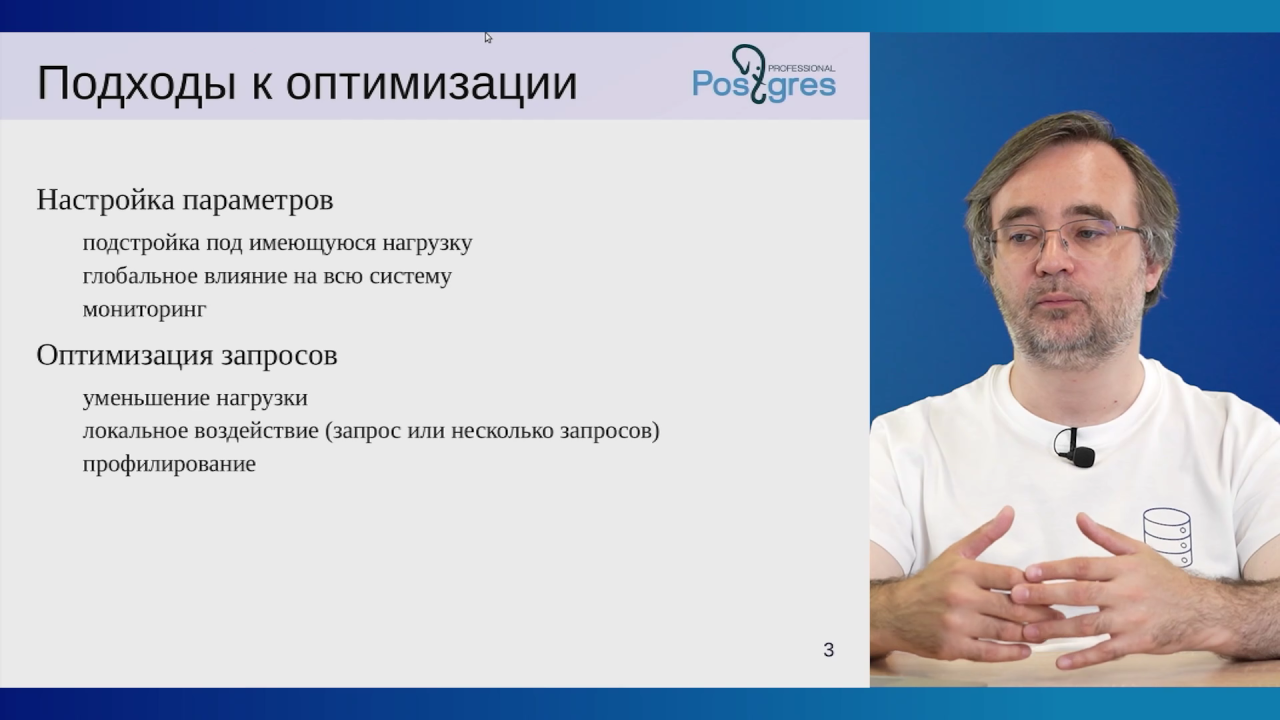 Подходы к оптимизации
PROFESSIONAL
Postgres
Настройка параметров
подстройка под имеющуюся нагрузку
глобальное влияние на всю систему
мониторинг
Оптимизация запросов
уменьшение нагрузки
локальное воздействие (запрос или несколько запросов)
профилирование
3